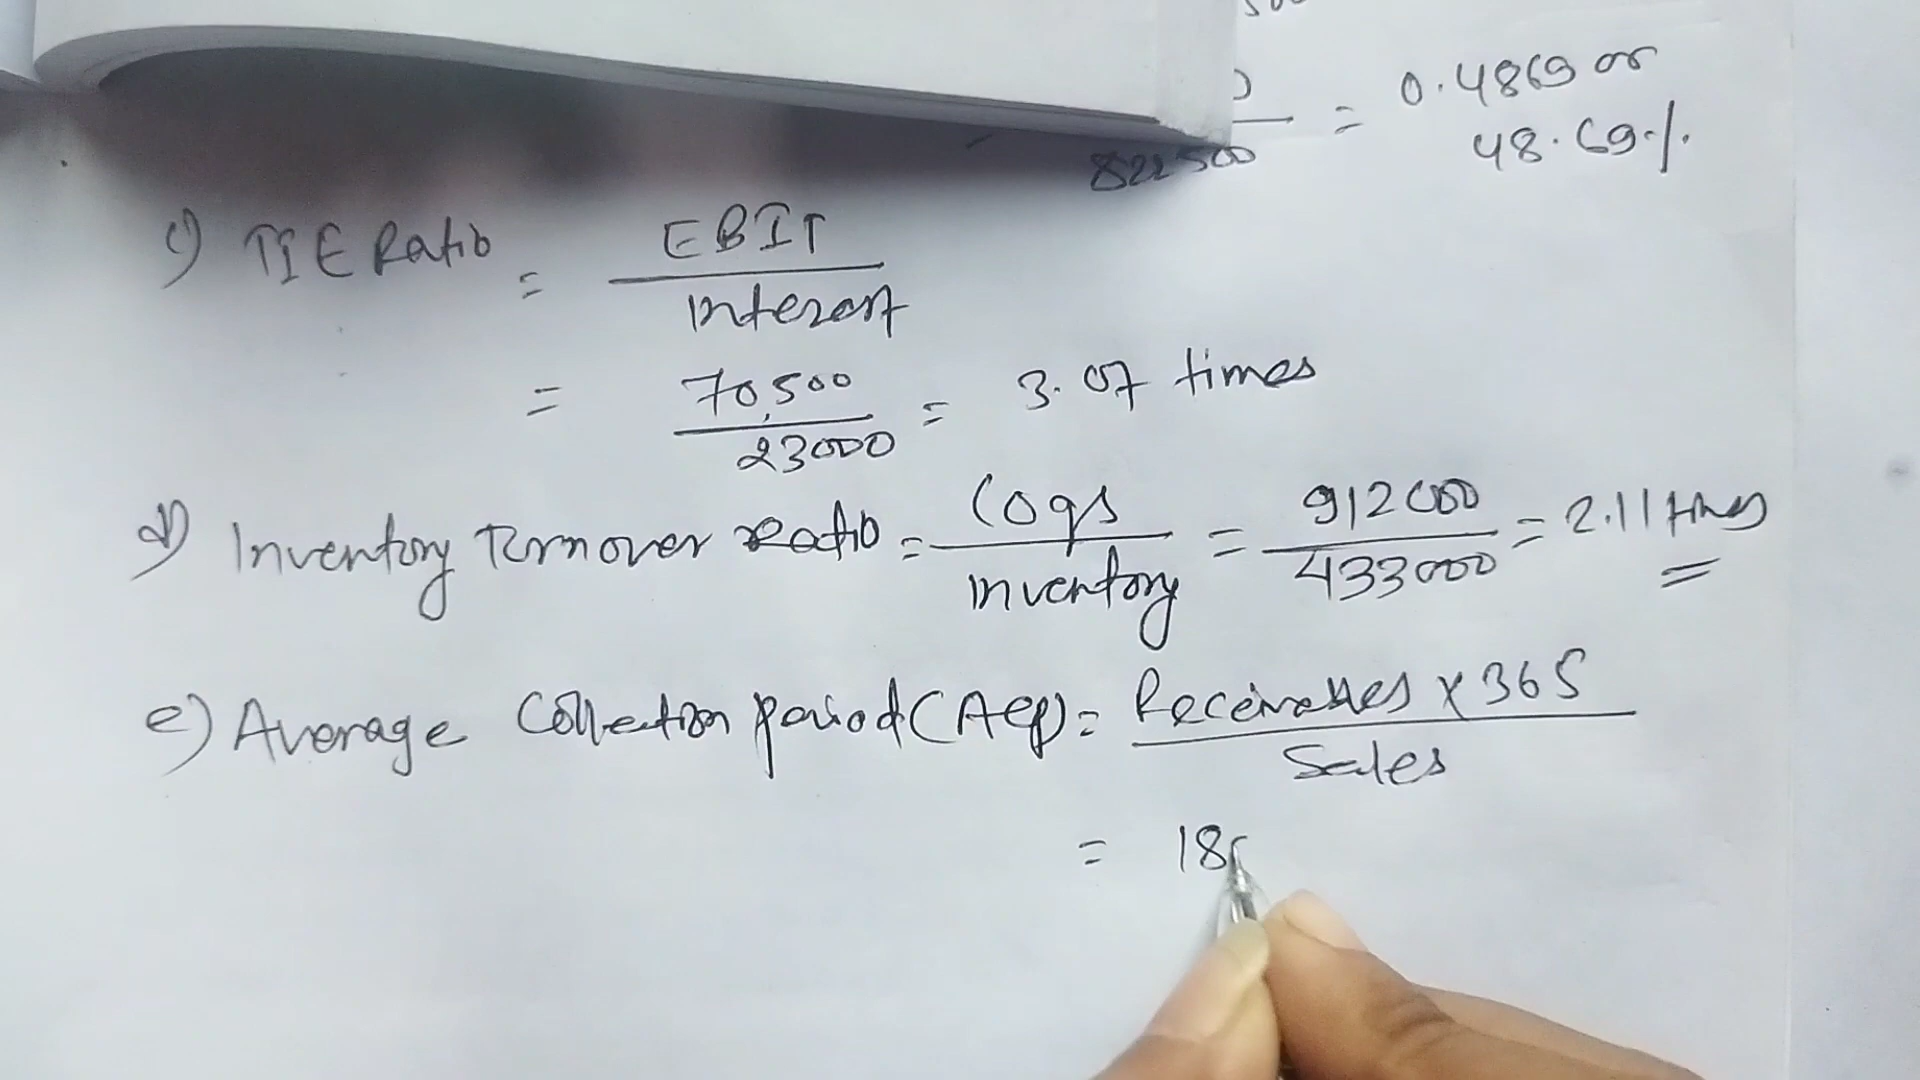 = 0.4869 or
822500 48.69%
c) TIE Ratio = EBIT / interest
= 70,500 / 23000 = 3.07 times
d) Inventory Turnover ratio = Cogs / inventory = 912000 / 433000 = 2.11 times
e) Average Collection period (ACP) = Receivables x 365 / Sales
= 18